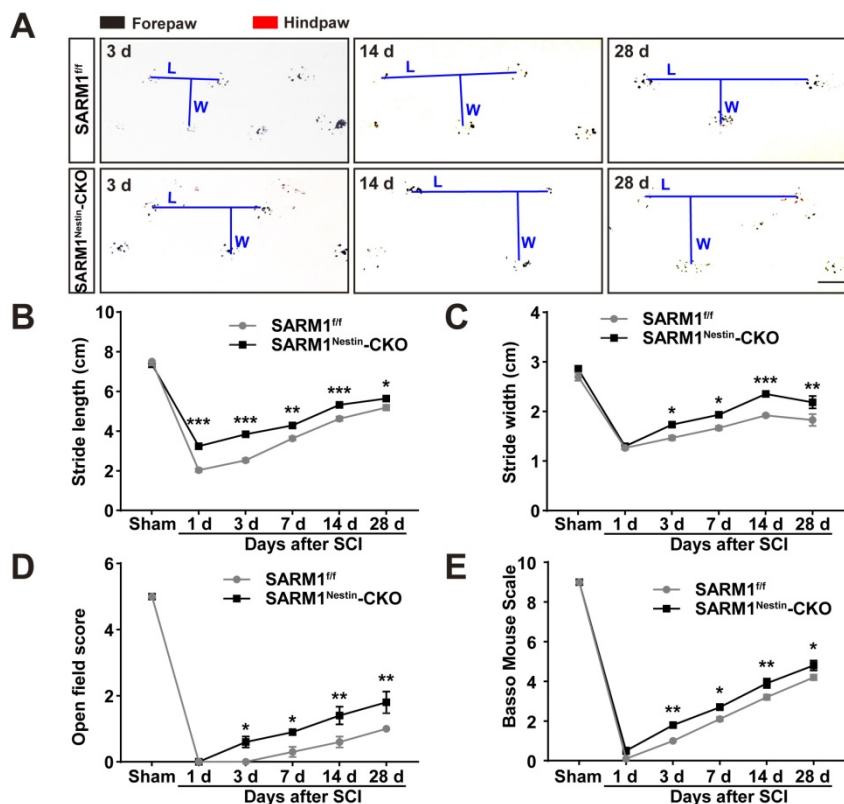 A
Forepaw Hindpaw
SARM1f/f
3 d
L
W
14 d
L
W
28 d
L
W
SARM1Nestin-CKO
3 d
L
W
14 d
L
W
28 d
L
W
B
Stride length (cm)
10
8
6
4
2
0
SARM1f/f
SARM1Nestin-CKO
*** *** ** *** *
Sham 1 d 3 d 7 d 14 d 28 d
Days after SCI
C
Stride width (cm)
4
3
2
1
0
SARM1f/f
SARM1Nestin-CKO
* * *** **
Sham 1 d 3 d 7 d 14 d 28 d
Days after SCI
D
Open field score
6
4
2
0
SARM1f/f
SARM1Nestin-CKO
* * ** **
Sham 1 d 3 d 7 d 14 d 28 d
Days after SCI
E
Basso Mouse Scale
10
8
6
4
2
0
SARM1f/f
SARM1Nestin-CKO
** * ** *
Sham 1 d 3 d 7 d 14 d 28 d
Days after SCI